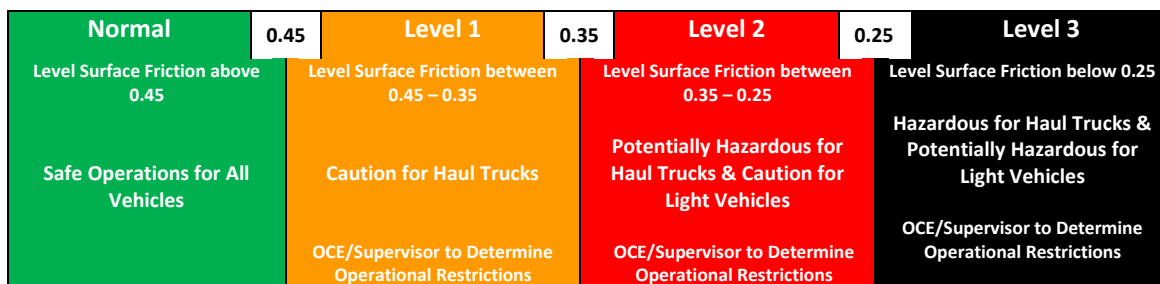 Normal
0.45
Level 1
0.35
Level 2
0.25
Level 3
Level Surface Friction above
0.45
Safe Operations for All
Vehicles
Level Surface Friction between
0.45 – 0.35
Caution for Haul Trucks
OCE/Supervisor to Determine
Operational Restrictions
Level Surface Friction between
0.35 – 0.25
Potentially Hazardous for
Haul Trucks & Caution for
Light Vehicles
OCE/Supervisor to Determine
Operational Restrictions
Level Surface Friction below 0.25
Hazardous for Haul Trucks &
Potentially Hazardous for
Light Vehicles
OCE/Supervisor to Determine
Operational Restrictions